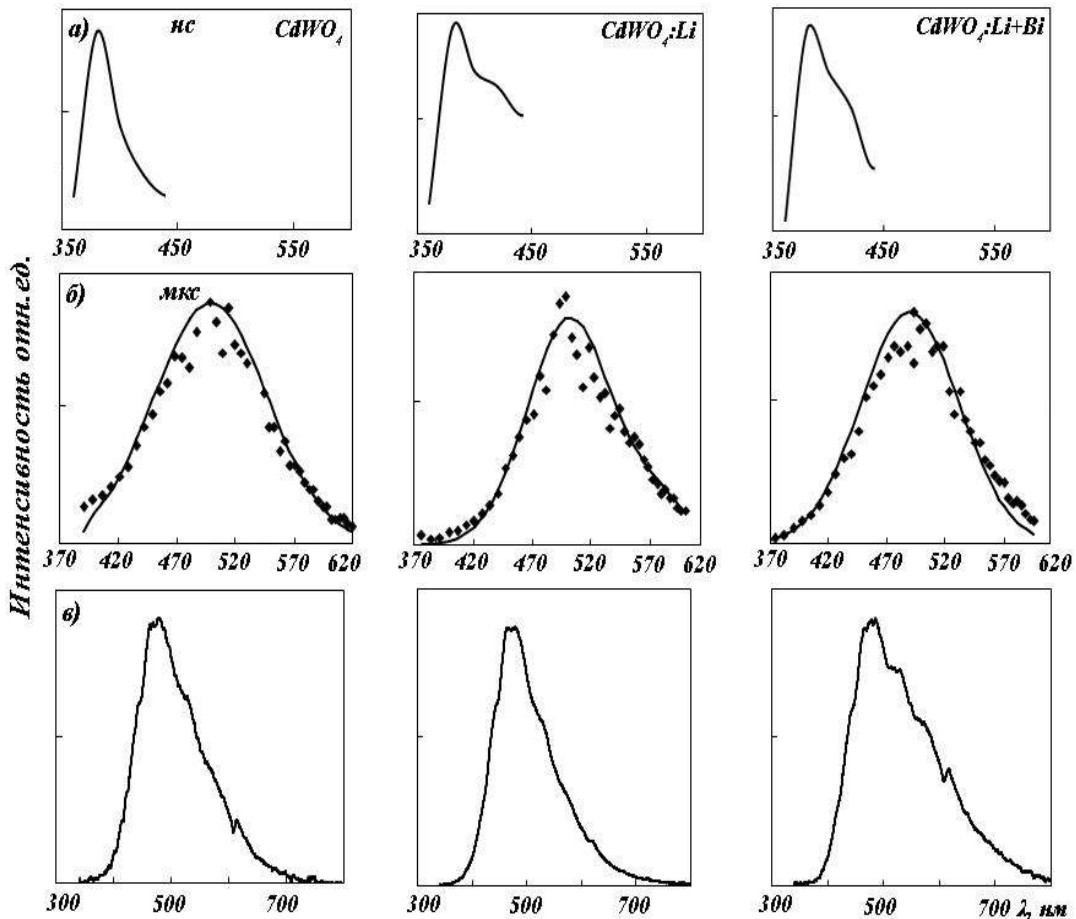 а) нс CdWO4 CdWO4:Li CdWO4:Li+Bi
350 450 550 350 450 550 350 450 550
Интенсивность отн.ед.
б) мкс
370 420 470 520 570 620 370 420 470 520 570 620 370 420 470 520 570 620
в)
300 500 700 300 500 700 300 500 700 λ, нм